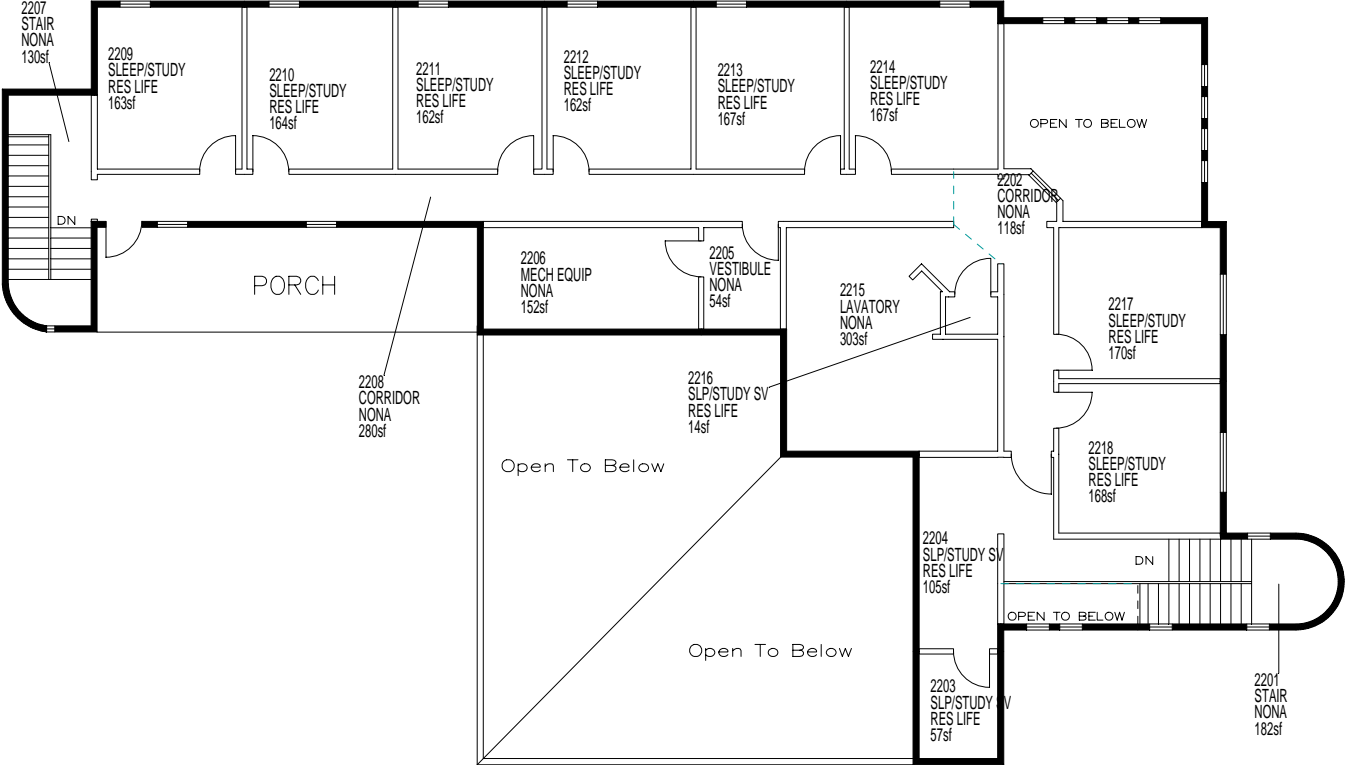 2207
STAIR
NONA
130sf
2209
SLEEP/STUDY
RES LIFE
163sf
2210
SLEEP/STUDY
RES LIFE
164sf
2211
SLEEP/STUDY
RES LIFE
162sf
2212
SLEEP/STUDY
RES LIFE
162sf
2213
SLEEP/STUDY
RES LIFE
167sf
2214
SLEEP/STUDY
RES LIFE
167sf
OPEN TO BELOW
2202
CORRIDOR
NONA
118sf
DN
PORCH
2206
MECH EQUIP
NONA
152sf
2205
VESTIBULE
NONA
54sf
2215
LAVATORY
NONA
303sf
2217
SLEEP/STUDY
RES LIFE
170sf
2208
CORRIDOR
NONA
280sf
2216
SLP/STUDY SV
RES LIFE
14sf
Open To Below
2218
SLEEP/STUDY
RES LIFE
168sf
2204
SLP/STUDY SV
RES LIFE
105sf
DN
OPEN TO BELOW
Open To Below
2203
SLP/STUDY SV
RES LIFE
57sf
2201
STAIR
NONA
182sf